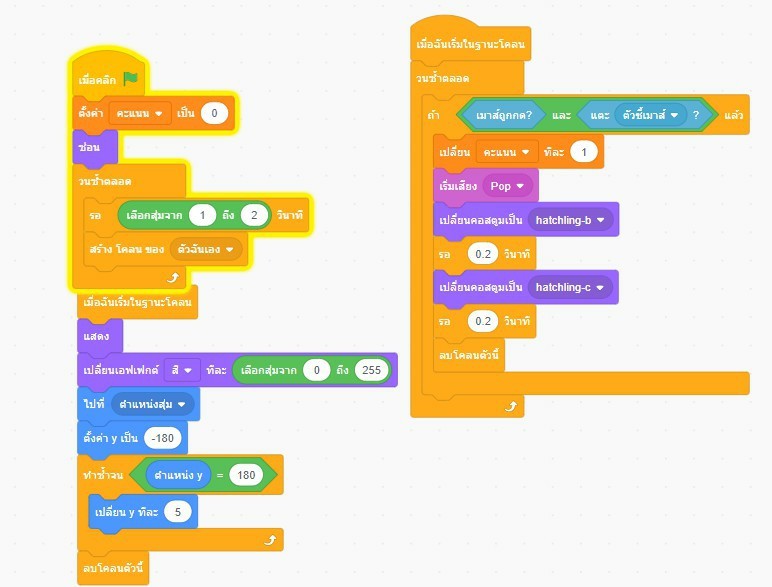 เมื่อคลิก
ตั้งค่า คะแนน เป็น 0
ซ่อน
วนซ้ำตลอด
รอ เลือกสุ่มจาก 1 ถึง 2 วินาที
สร้าง โคลน ของ ตัวฉันเอง
เมื่อฉันเริ่มในฐานะโคลน
แสดง
เปลี่ยนเอฟเฟกต์ สี ทีละ เลือกสุ่มจาก 0 ถึง 255
ไปที่ ตำแหน่งสุ่ม
ตั้งค่า y เป็น -180
ทำซ้ำจน ตำแหน่ง y = 180
เปลี่ยน y ทีละ 5
ลบโคลนตัวนี้
เมื่อฉันเริ่มในฐานะโคลน
วนซ้ำตลอด
ถ้า เมาส์ถูกกด? และ แตะ ตัวชี้เมาส์ ? แล้ว
เปลี่ยน คะแนน ทีละ 1
เริ่มเสียง Pop
เปลี่ยนคอสตูมเป็น hatchling-b
รอ 0.2 วินาที
เปลี่ยนคอสตูมเป็น hatchling-c
รอ 0.2 วินาที
ลบโคลนตัวนี้